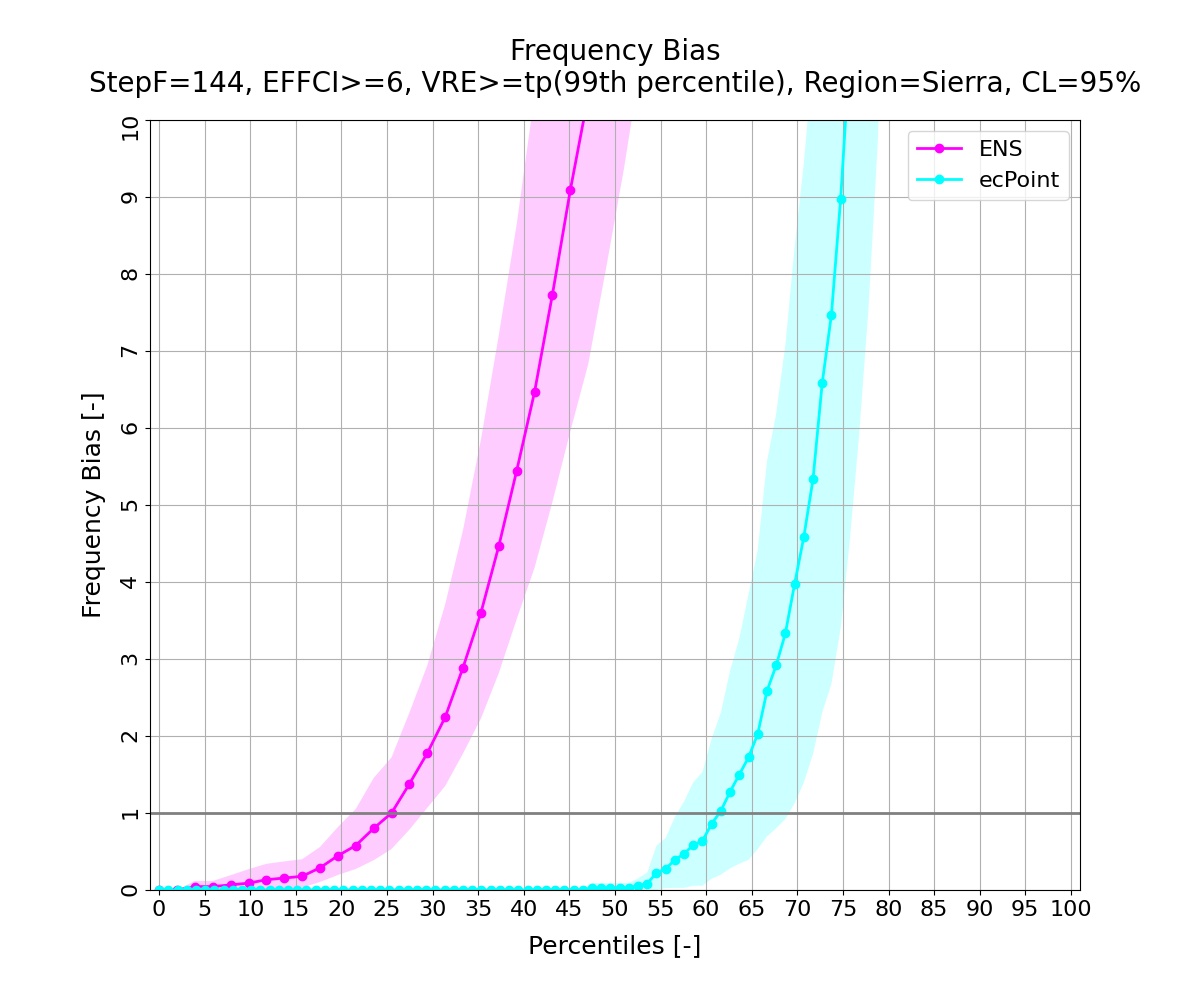 Frequency Bias
StepF=144, EFFCI>=6, VRE>=tp(99th percentile), Region=Sierra, CL=95%
ENS
ecPoint
Frequency Bias [-]
10
9
8
7
6
5
4
3
2
1
0
0 5 10 15 20 25 30 35 40 45 50 55 60 65 70 75 80 85 90 95 100
Percentiles [-]